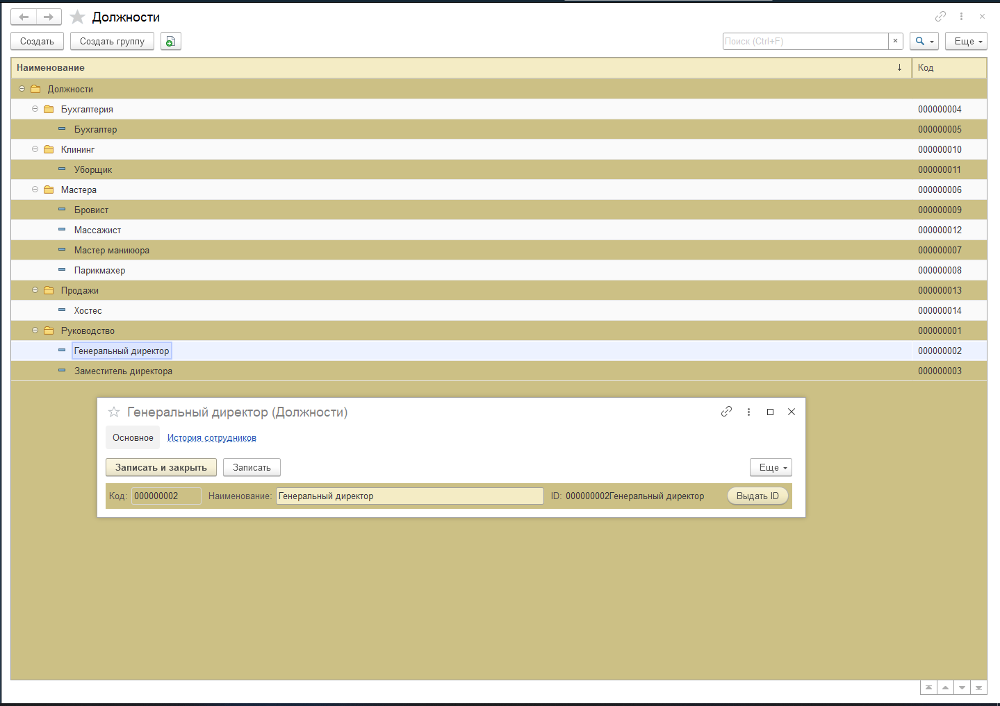 Должности
Создать Создать группу Поиск (Ctrl+F) × Еще
Наименование ↓ Код
Должности
Бухгалтерия 000000004
Бухгалтер 000000005
Клининг 000000010
Уборщик 000000011
Мастера 000000006
Бровист 000000009
Массажист 000000012
Мастер маникюра 000000007
Парикмахер 000000008
Продажи 000000013
Хостес 000000014
Руководство 000000001
Генеральный директор 000000002
Заместитель директора 000000003
Генеральный директор (Должности)
Основное История сотрудников
Записать и закрыть Записать Еще
Код: 000000002 Наименование: Генеральный директор ID: 000000002Генеральный директор Выдать ID